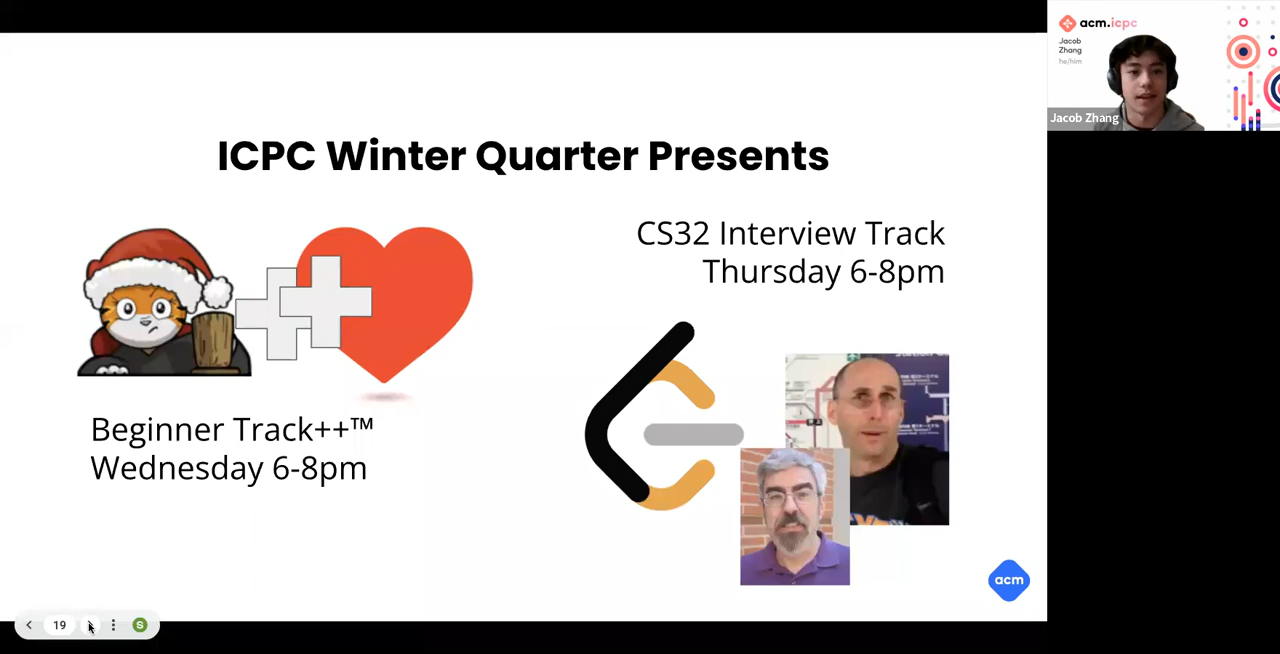 ICPC Winter Quarter Presents
Beginner Track++™
Wednesday 6-8pm
CS32 Interview Track
Thursday 6-8pm
acm
19
S
acm.icpc
Jacob
Zhang
he/him
Jacob Zhang